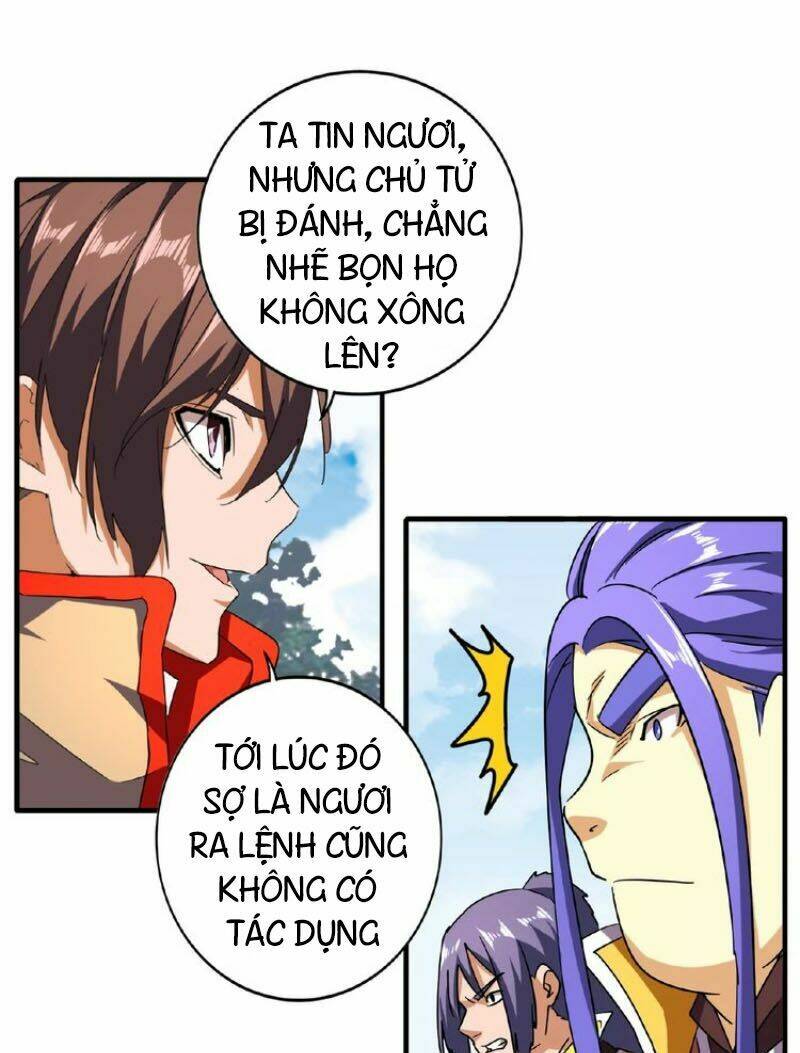 TA TIN NGƯƠI,
NHƯNG CHỦ TỬ
BỊ ĐÁNH, CHẲNG
NHẼ BỌN HỌ
KHÔNG XÔNG
LÊN?
TỚI LÚC ĐÓ
SỢ LÀ NGƯƠI
RA LỆNH CŨNG
KHÔNG CÓ
TÁC DỤNG